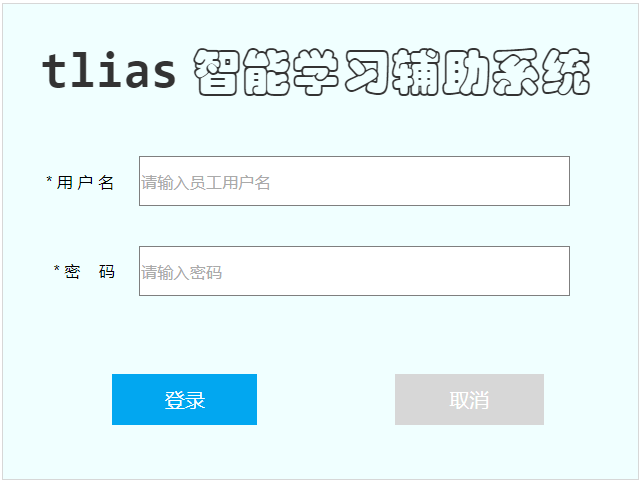 tlias 智能学习辅助系统
* 用 户 名 请输入员工用户名
* 密 码 请输入密码
登录 取消